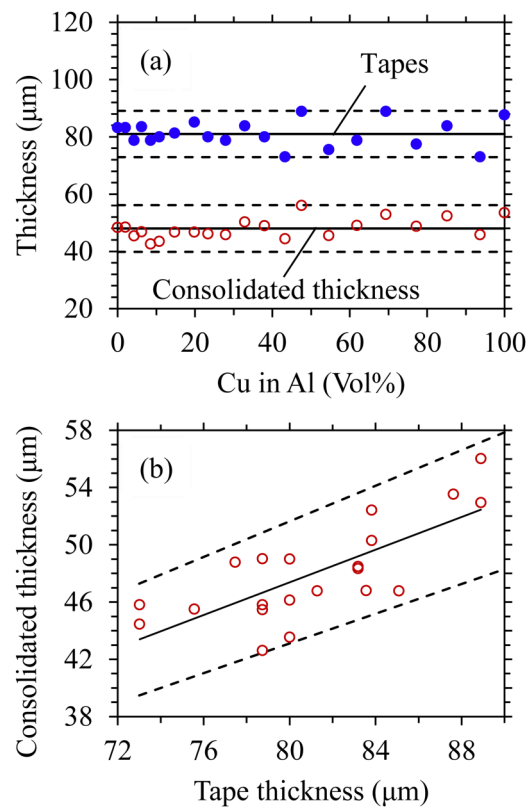 120
100
80
60
40
20
Thickness (μm)
(a)
Tapes
Consolidated thickness
0
20
40
60
80
100
Cu in Al (Vol%)
58
54
50
46
42
38
Consolidated thickness (μm)
(b)
72
76
80
84
88
Tape thickness (μm)